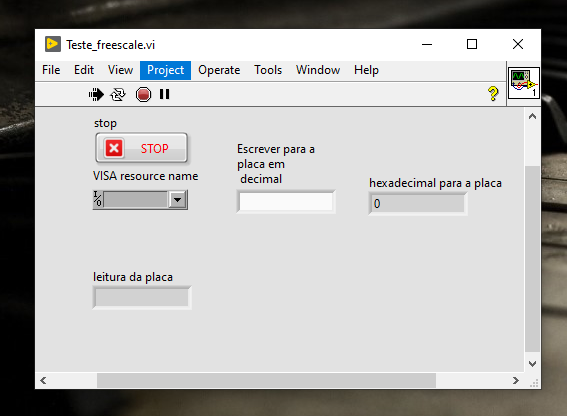 Teste_freescale.vi
File Edit View Project Operate Tools Window Help
1
stop
STOP
VISA resource name
I/O
Escrever para a
placa em
decimal
hexadecimal para a placa
0
leitura da placa